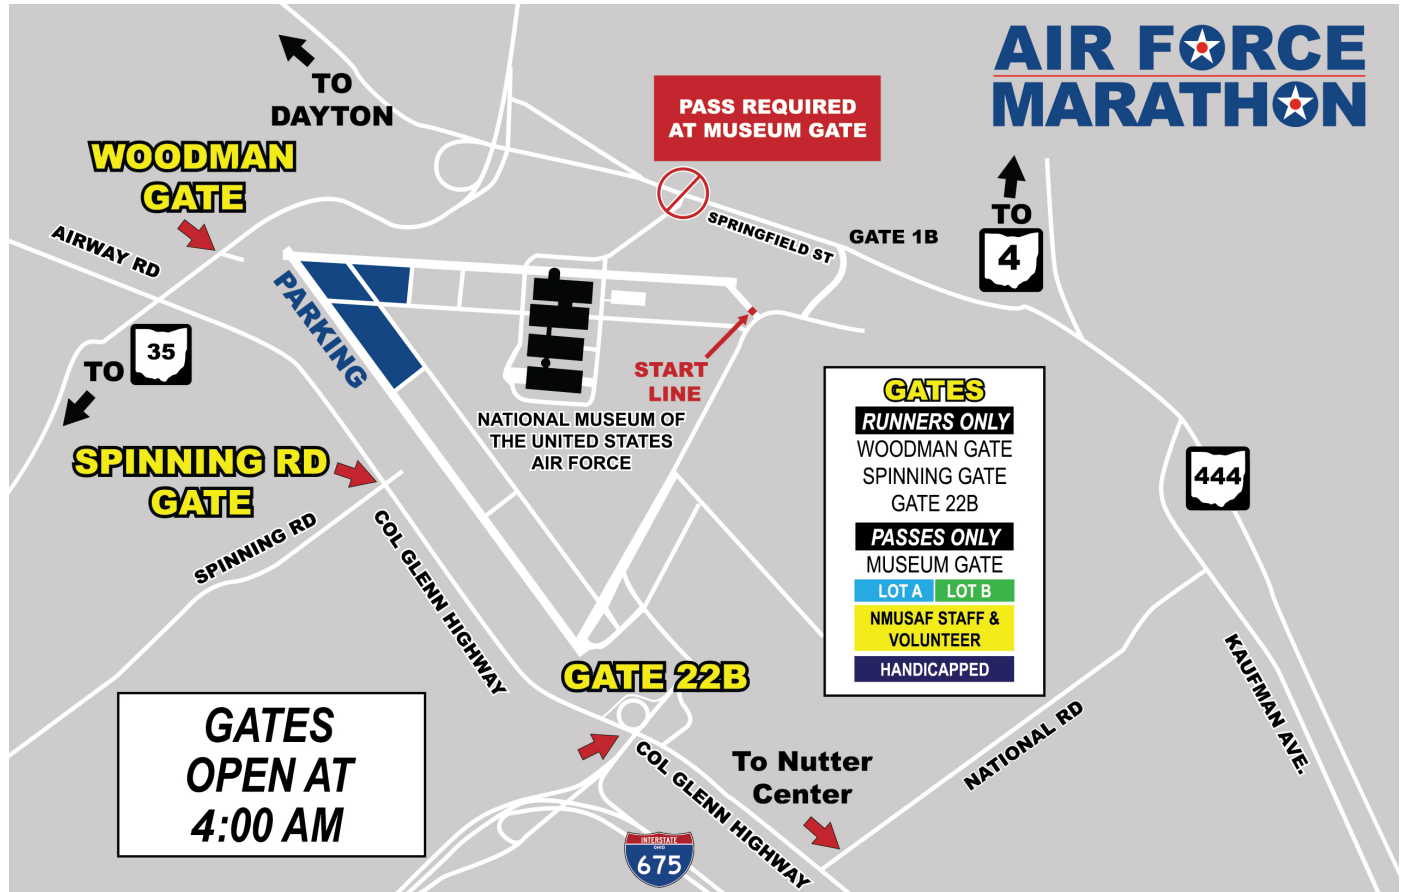 AIR FORCE
MARATHON
TO
DAYTON
PASS REQUIRED
AT MUSEUM GATE
WOODMAN
GATE
AIRWAY RD
SPRINGFIELD ST
GATE 1B
TO
4
PARKING
TO
35
START
LINE
NATIONAL MUSEUM OF
THE UNITED STATES
AIR FORCE
SPINNING RD
GATE
SPINNING RD
COL GLENN HIGHWAY
GATES
RUNNERS ONLY
WOODMAN GATE
SPINNING GATE
GATE 22B
PASSES ONLY
MUSEUM GATE
LOT A
LOT B
NMUSAF STAFF &
VOLUNTEER
HANDICAPPED
444
KAUFMAN AVE.
NATIONAL RD
GATE 22B
GATES
OPEN AT
4:00 AM
COL GLENN HIGHWAY
To Nutter
Center
INTERSTATE
OHIO
675